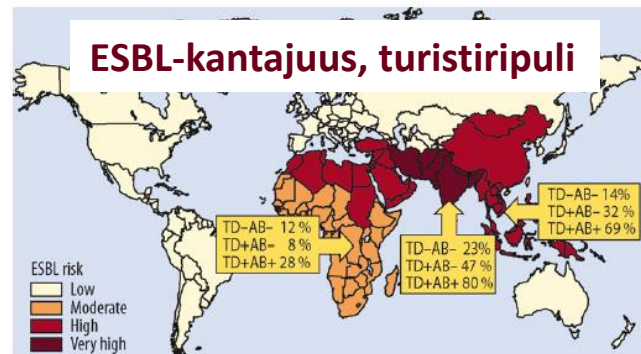 ESBL-kantajuus, turistiripuli
TD–AB– 14%
TD+AB– 32 %
TD+AB+ 69 %
TD–AB– 12 %
TD+AB– 8 %
TD+AB+ 28 %
TD–AB– 23%
TD+AB– 47 %
TD+AB+ 80 %
ESBL risk
Low
Moderate
High
Very high